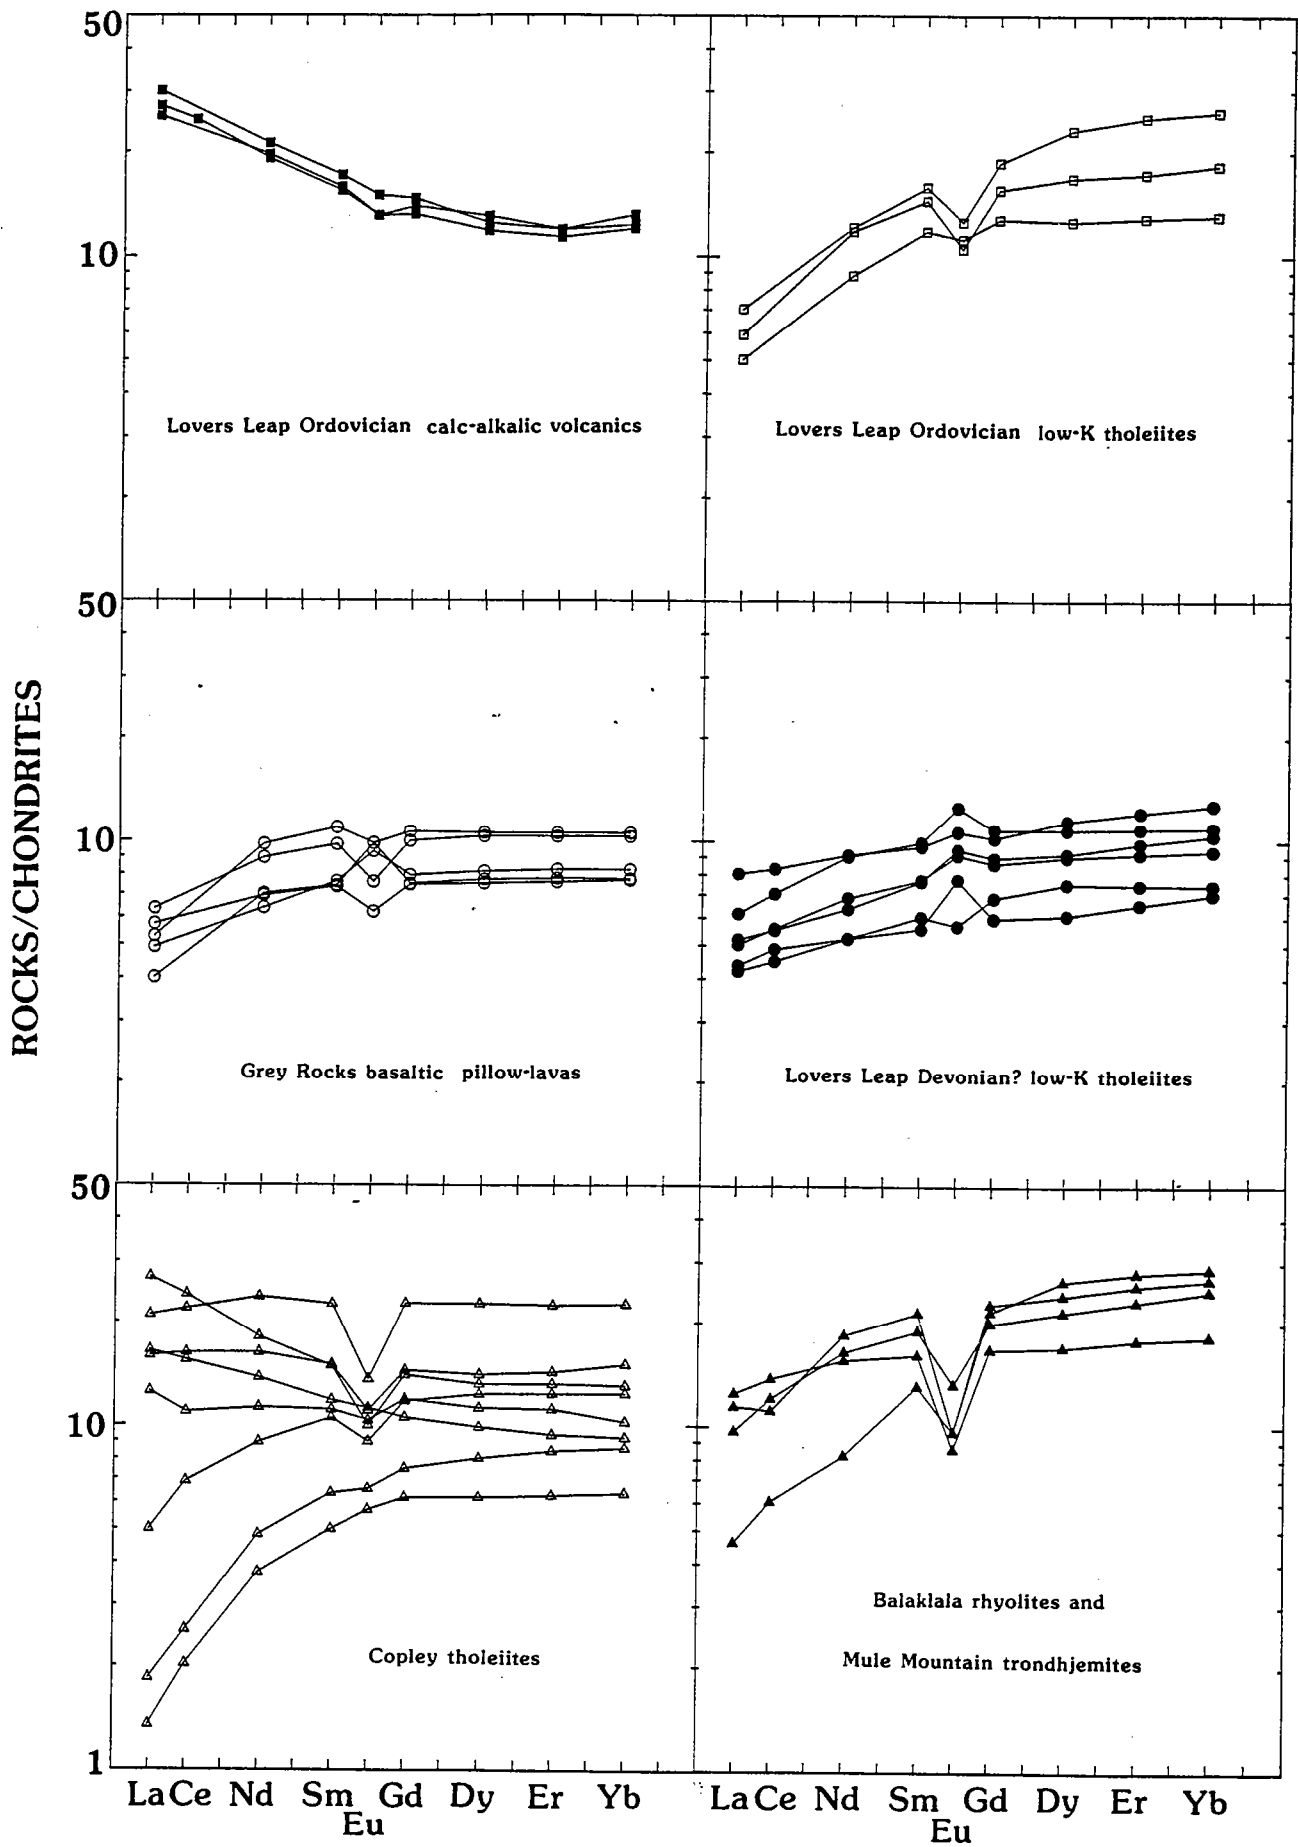 50
10
Lovers Leap Ordovician calc-alkalic volcanics
Lovers Leap Ordovician low-K tholeiites
50
10
Grey Rocks basaltic pillow-lavas
Lovers Leap Devonian? low-K tholeiites
ROCKS/CHONDRITES
50
10
1
Copley tholeiites
Balaklala rhyolites and
Mule Mountain trondhjemites
La Ce Nd Sm Eu Gd Dy Er Yb
La Ce Nd Sm Eu Gd Dy Er Yb